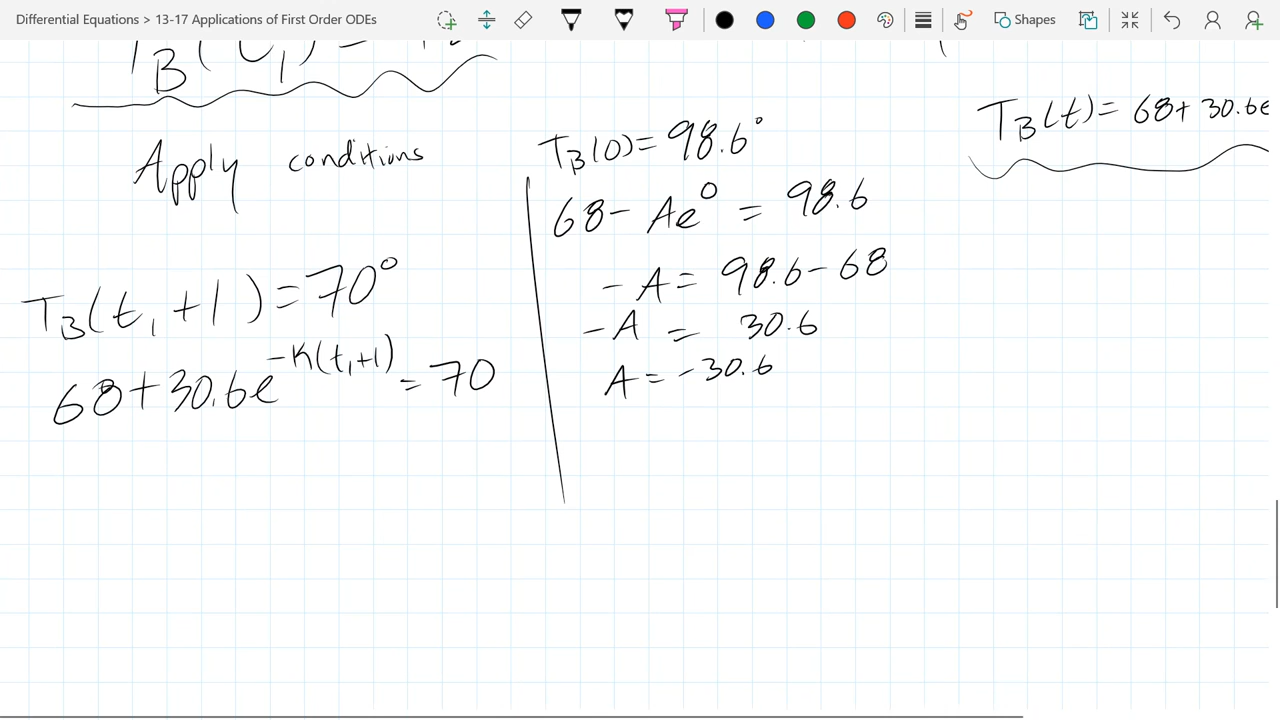 Differential Equations > 13-17 Applications of First Order ODEs
Shapes
T_B(t_1) =
Apply conditions
T_B(t_1+1)=70°
68+30.6e^{-K(t_1+1)}=70
T_B(0)=98.6°
68-Ae^0=98.6
-A=98.6-68
-A=30.6
A=-30.6
T_B(t)=68+30.6e